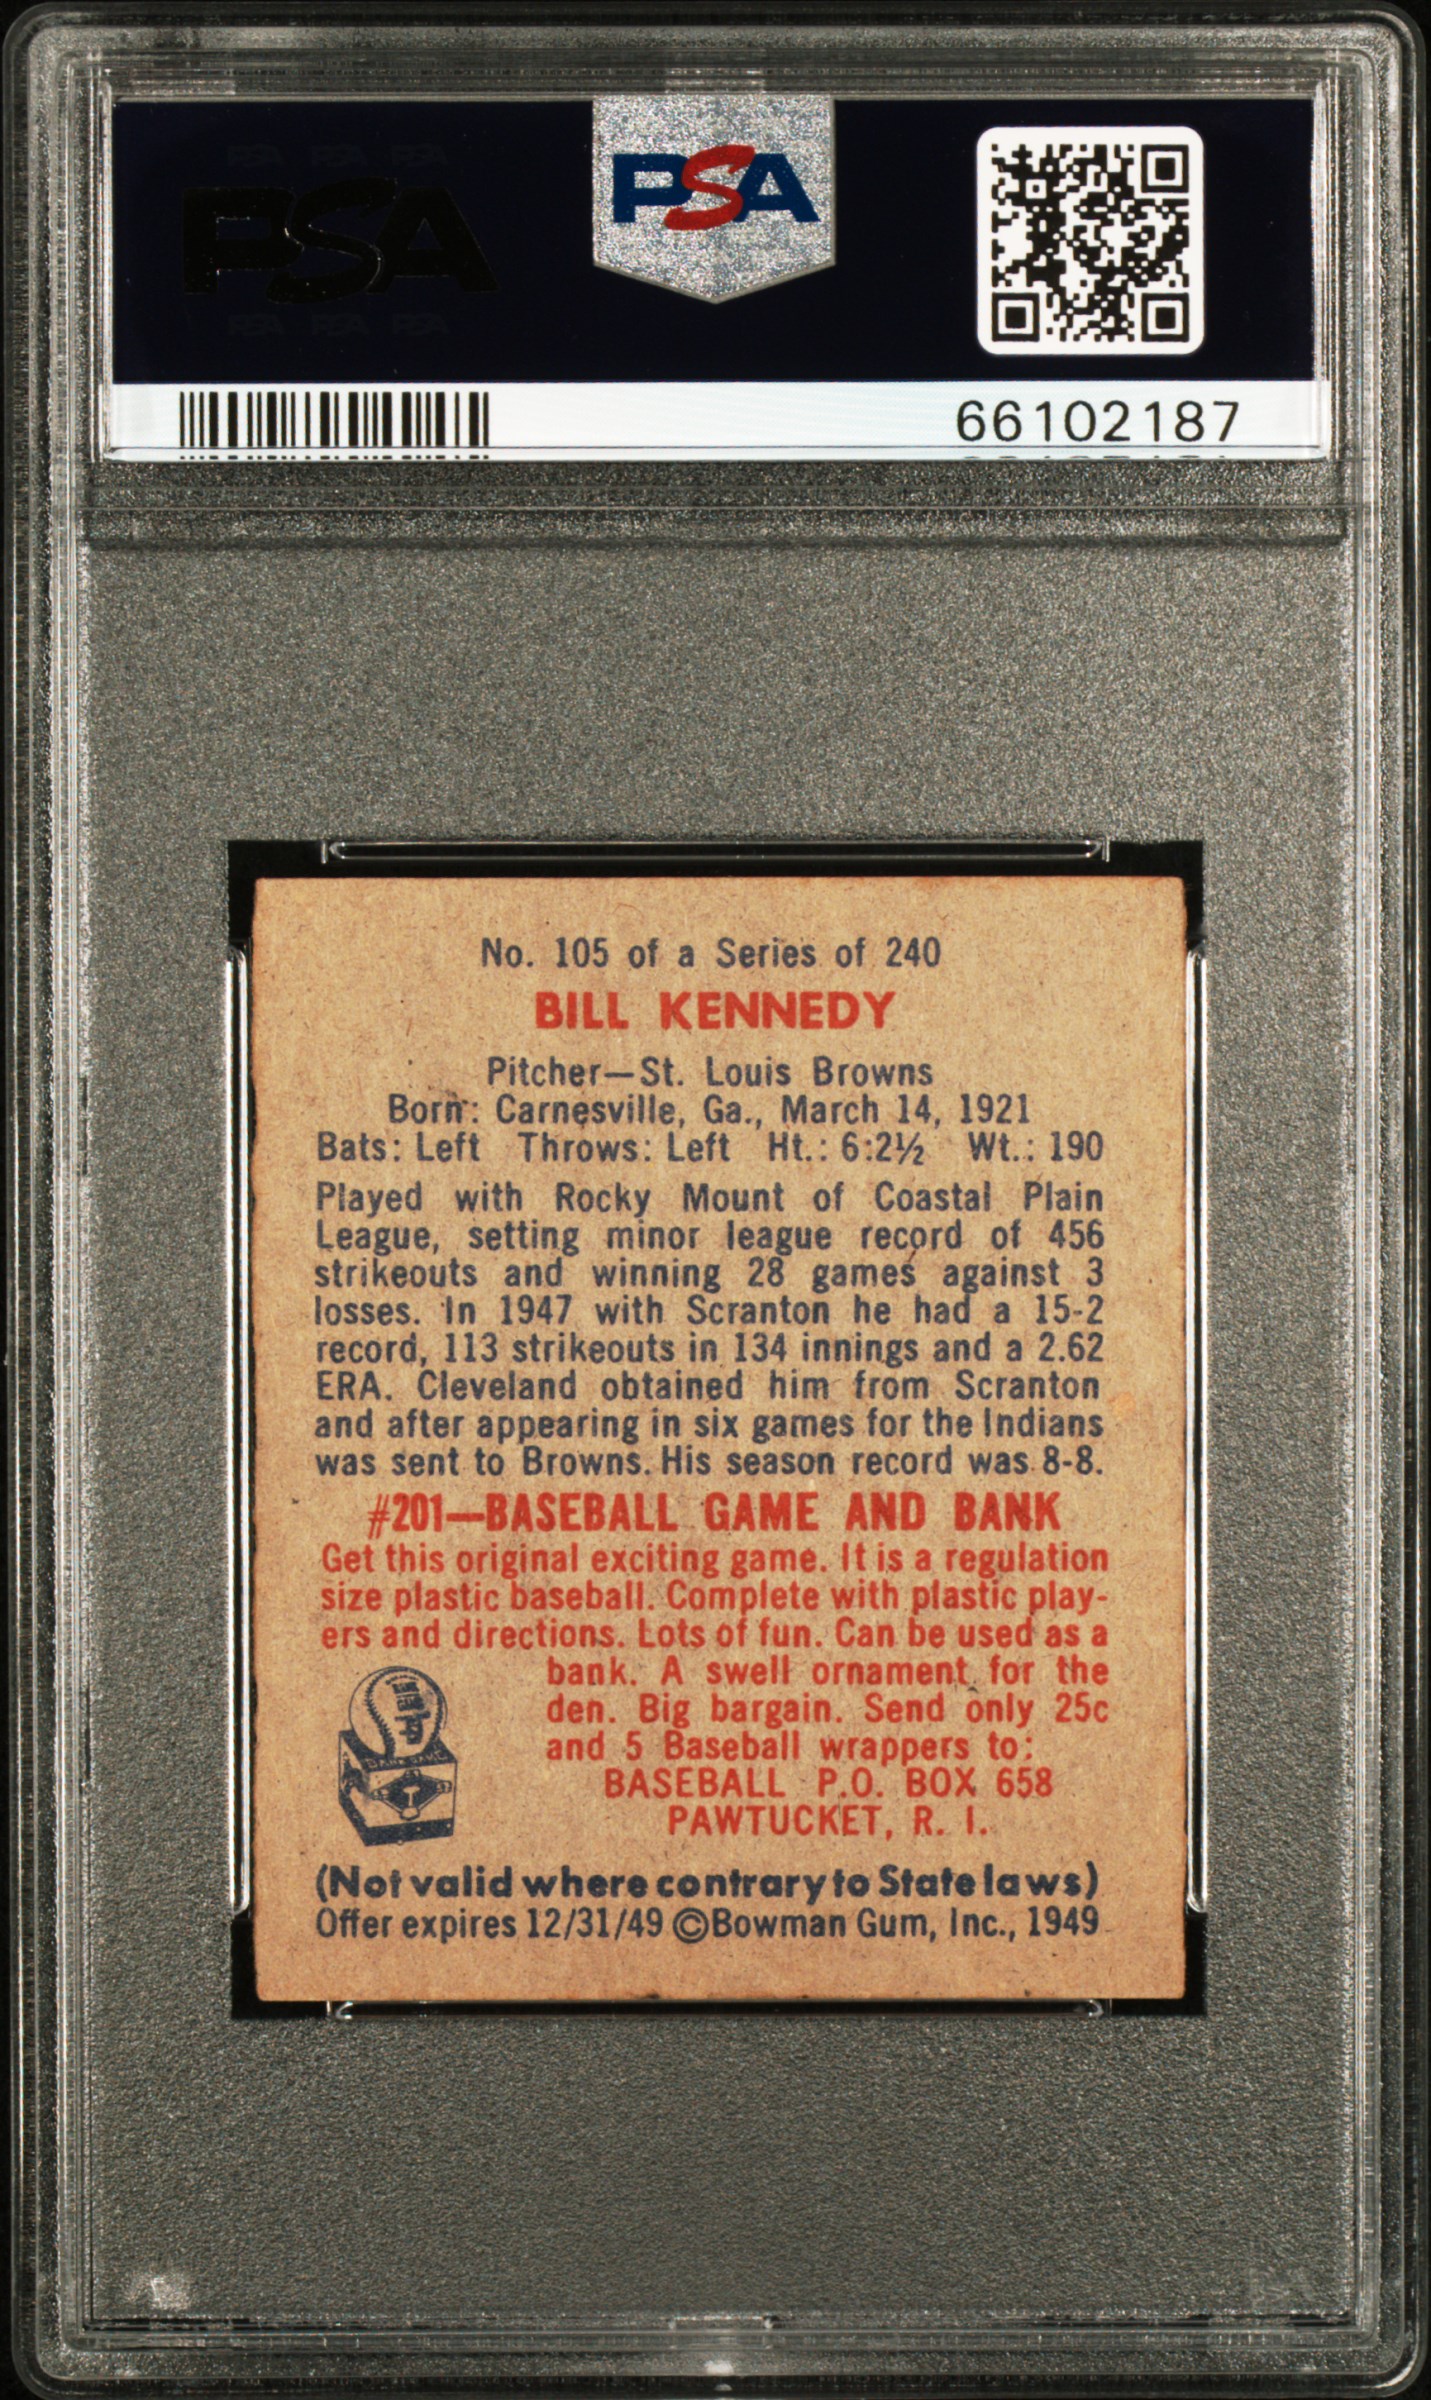 PSA
PSA
66102187
No. 105 of a Series of 240
BILL KENNEDY
Pitcher—St. Louis Browns
Born: Carnesville, Ga., March 14, 1921
Bats: Left Throws: Left Ht.: 6:2½ Wt.: 190
Played with Rocky Mount of Coastal Plain
League, setting minor league record of 456
strikeouts and winning 28 games against 3
losses. In 1947 with Scranton he had a 15-2
record, 113 strikeouts in 134 innings and a 2.62
ERA. Cleveland obtained him from Scranton
and after appearing in six games for the Indians
was sent to Browns. His season record was 8-8.
#201—BASEBALL GAME AND BANK
Get this original exciting game. It is a regulation
size plastic baseball. Complete with plastic play-
ers and directions. Lots of fun. Can be used as a
bank. A swell ornament for the
den. Big bargain. Send only 25c
and 5 Baseball wrappers to:
BASEBALL P.O. BOX 658
PAWTUCKET, R. I.
(Not valid where contrary to State laws)
Offer expires 12/31/49 ©Bowman Gum, Inc., 1949